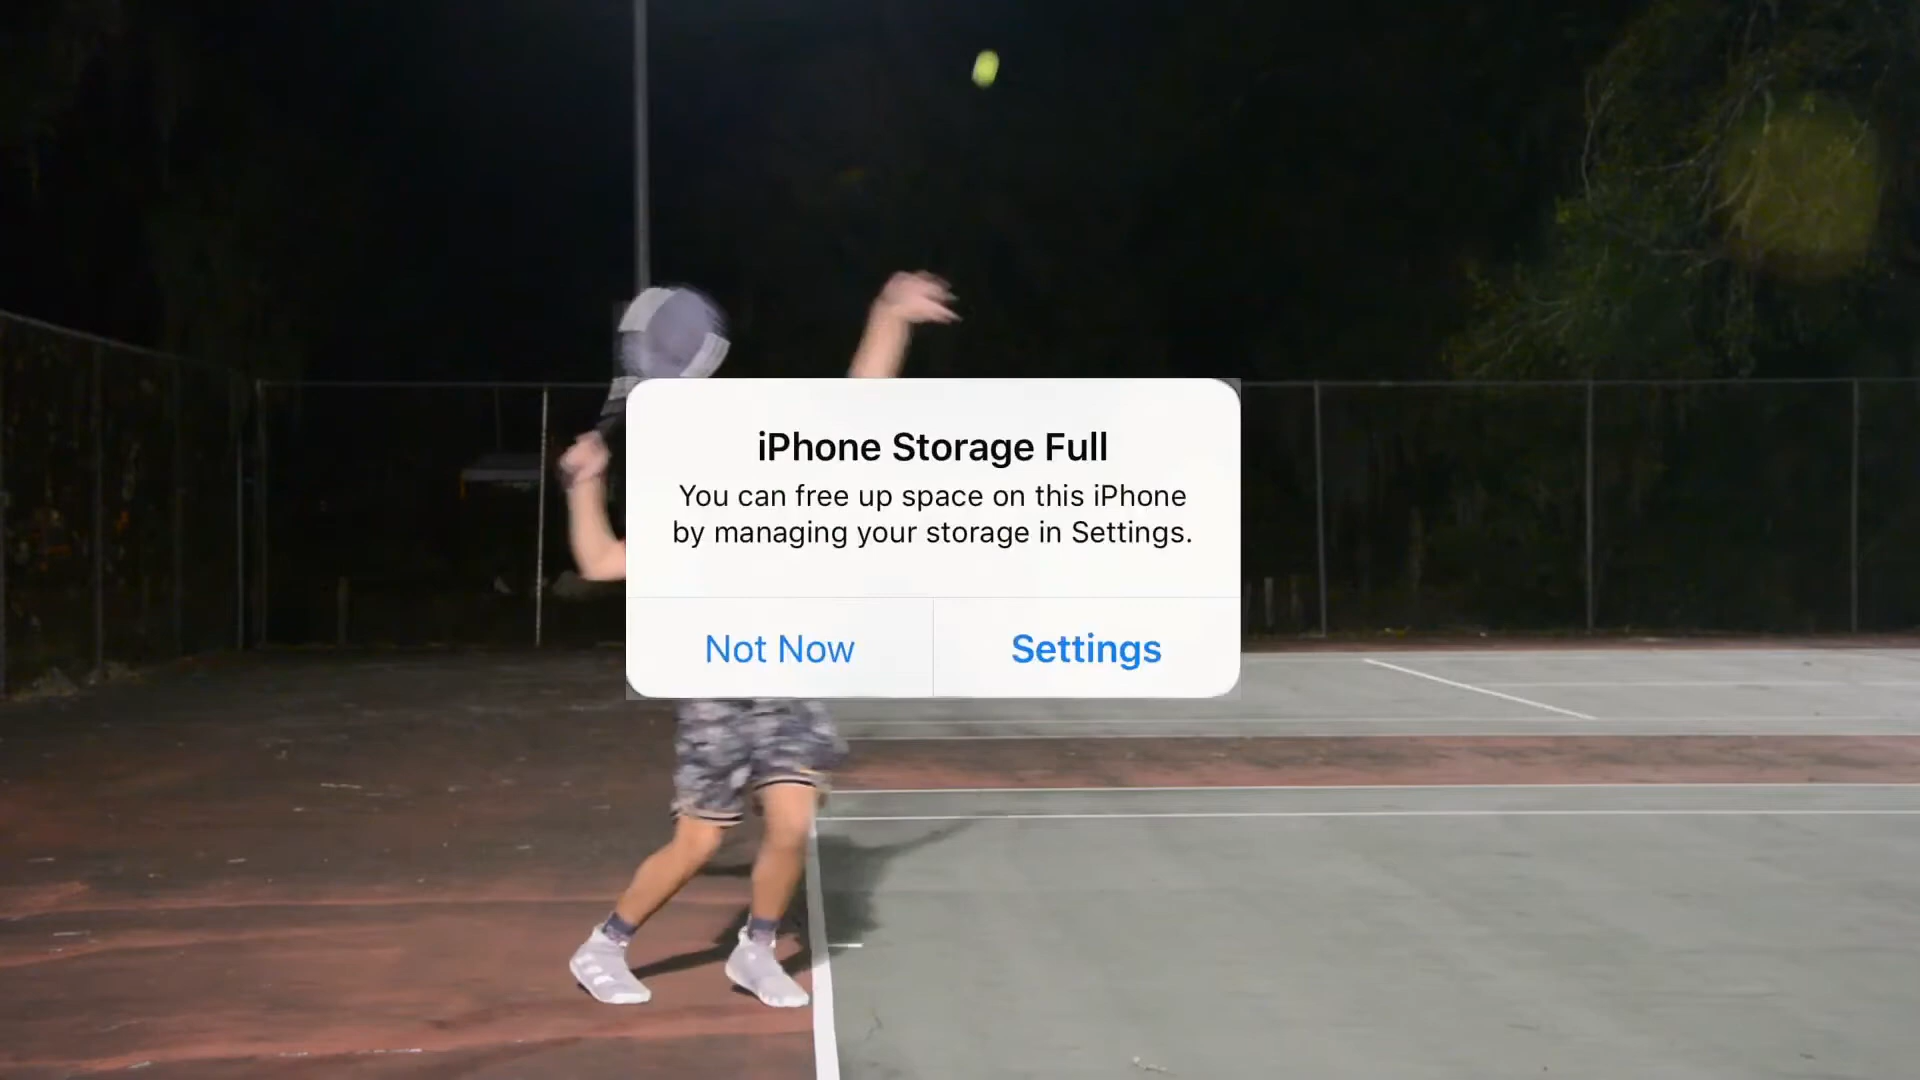 iPhone Storage Full
You can free up space on this iPhone
by managing your storage in Settings.
Not Now
Settings